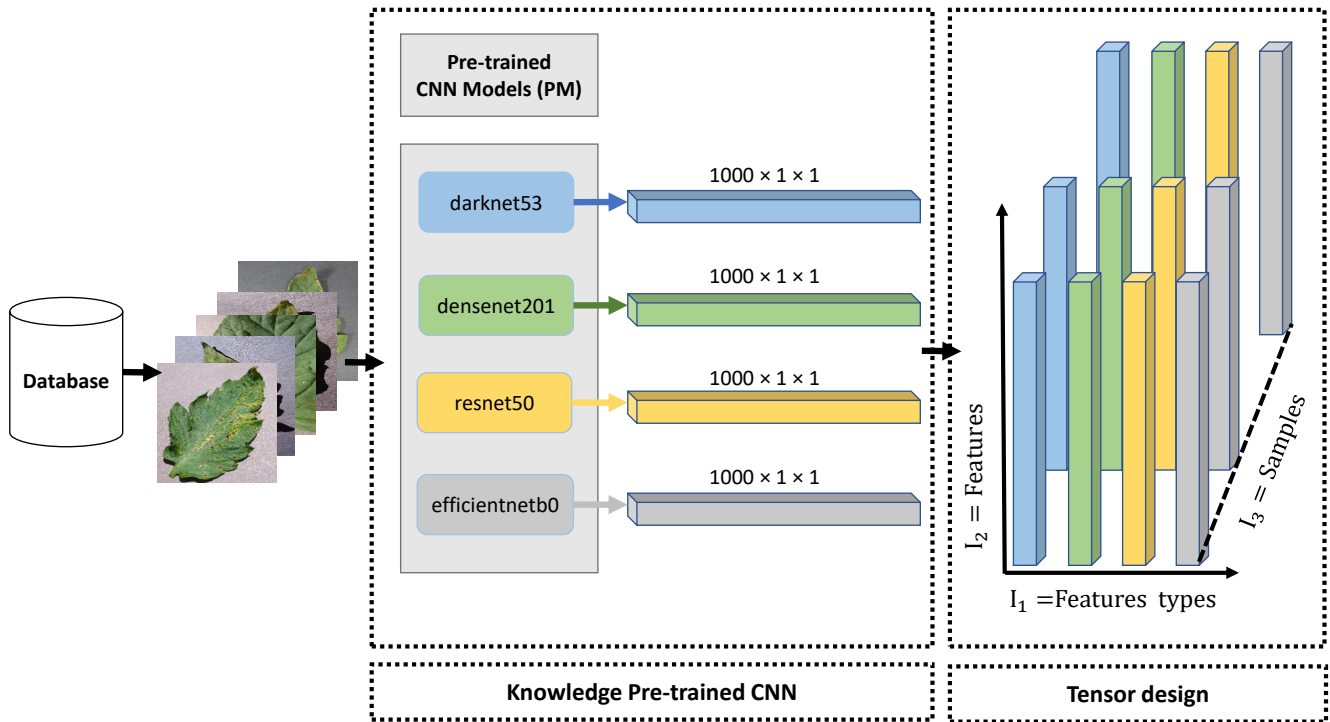 Pre-trained
CNN Models (PM)
darknet53
1000 × 1 × 1
densenet201
1000 × 1 × 1
resnet50
1000 × 1 × 1
efficientnetb0
1000 × 1 × 1
Database
I₂ = Features
I₃ = Samples
I₁ =Features types
Knowledge Pre-trained CNN
Tensor design